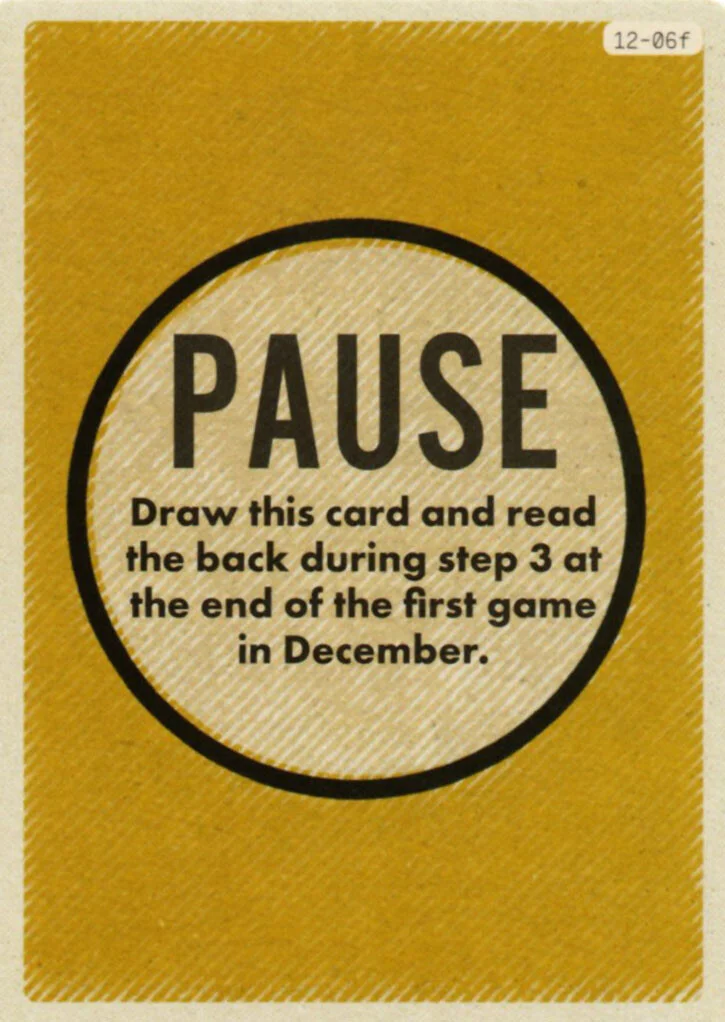 12-06f
PAUSE
Draw this card and read
the back during step 3 at
the end of the first game
in December.